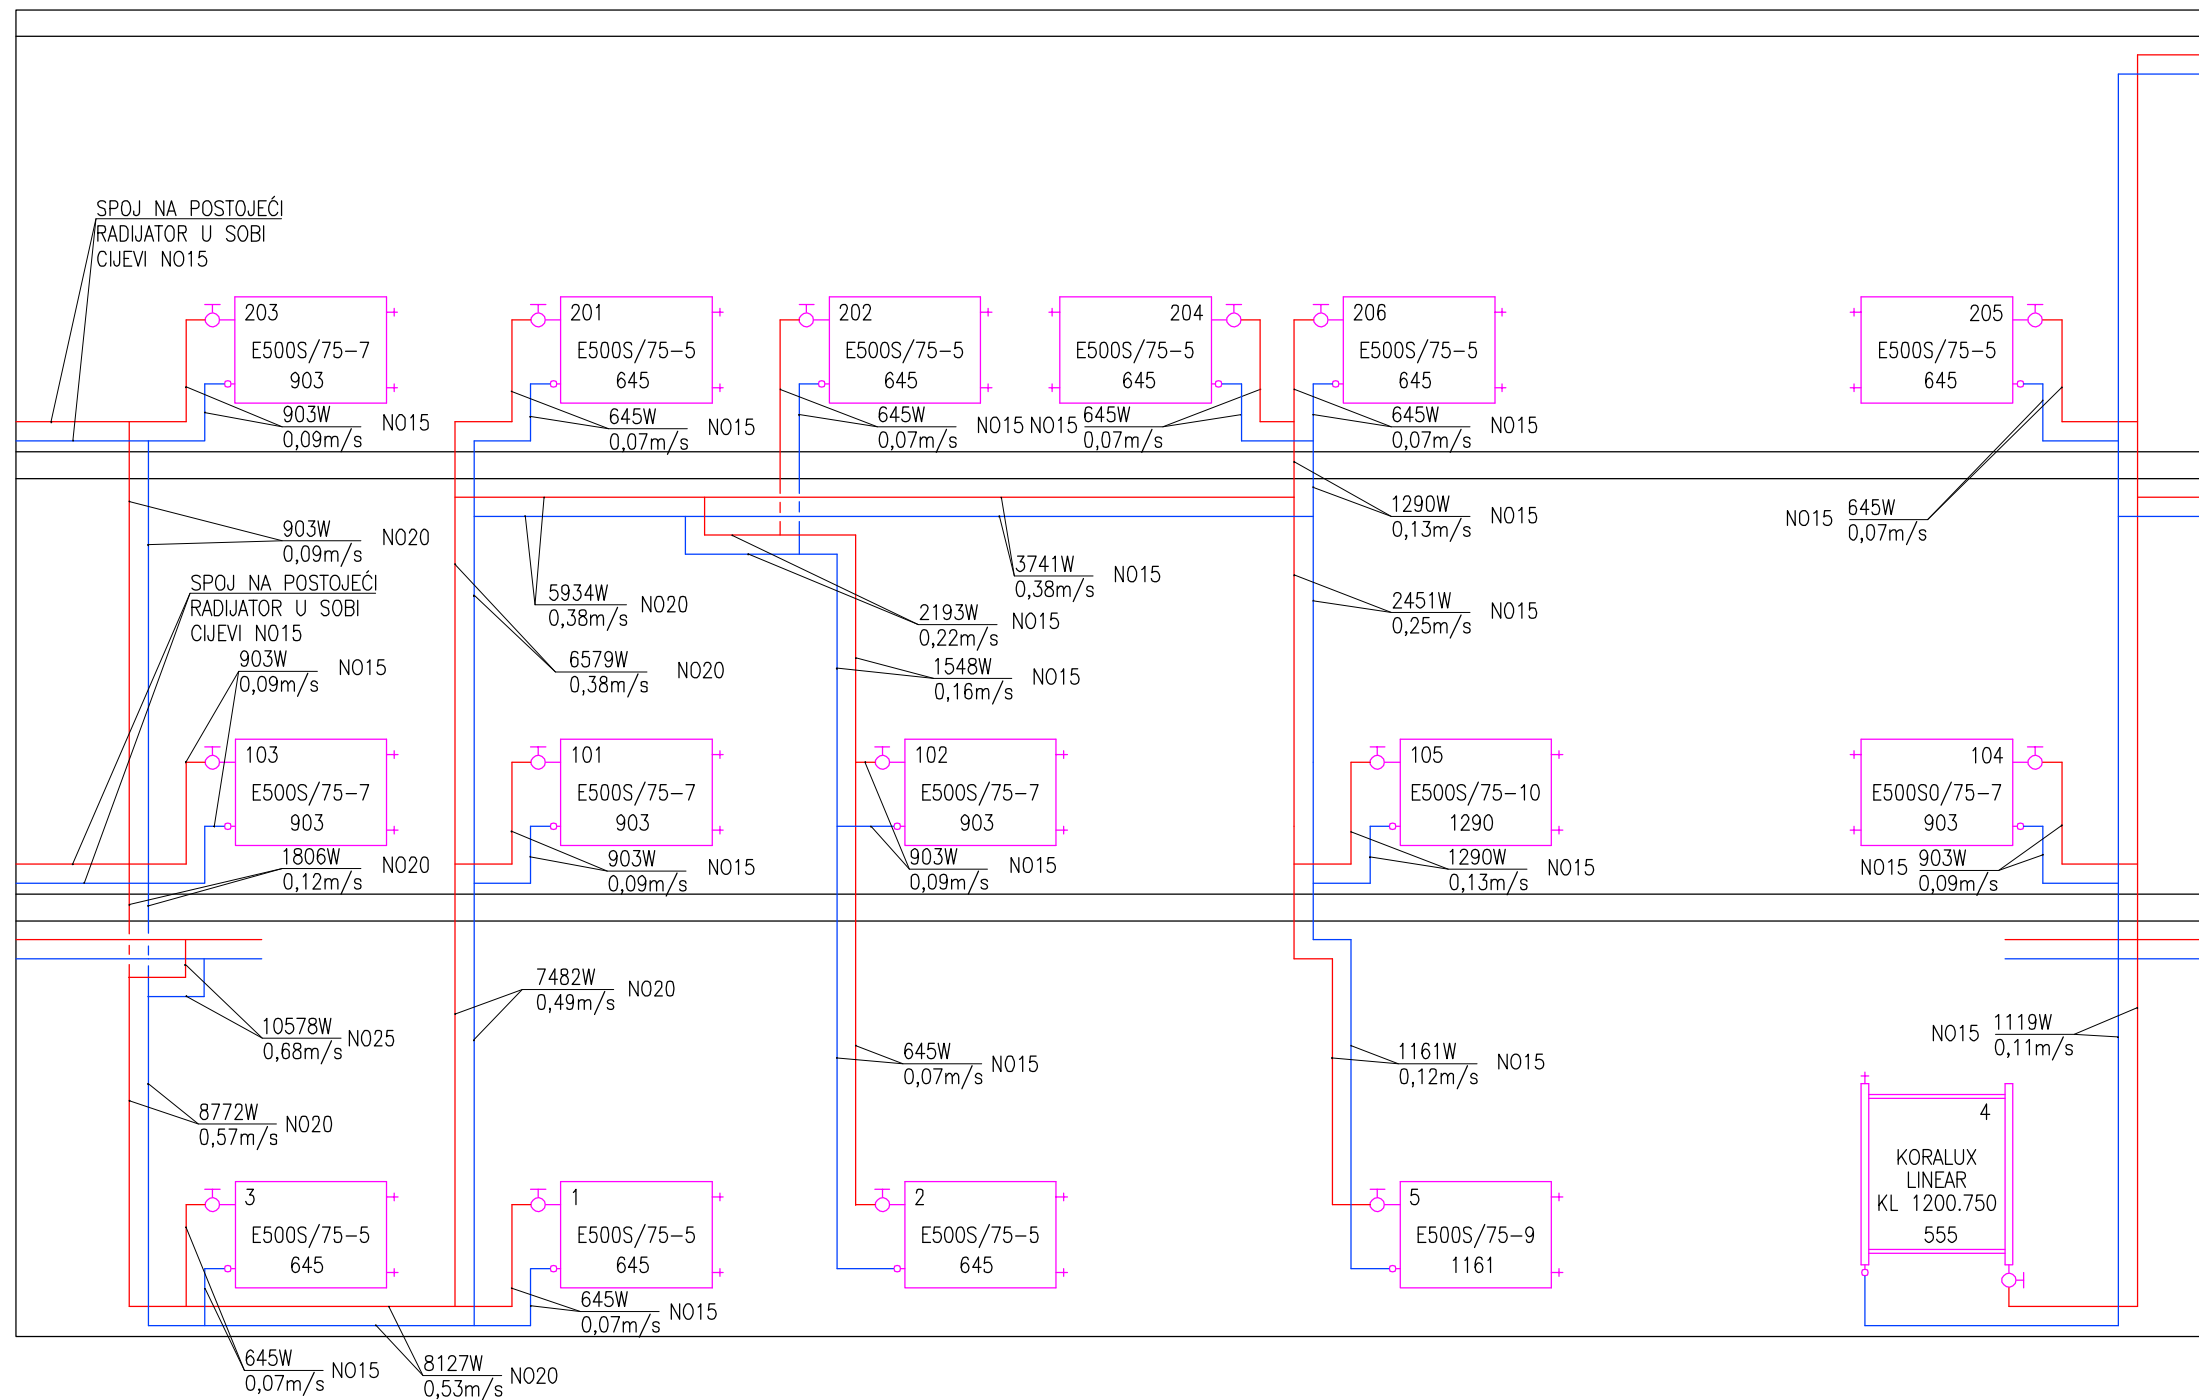 SPOJ NA POSTOJEĆI
RADIJATOR U SOBI
CIJEVI NO15
203
E500S/75-7
903
201
E500S/75-5
645
202
E500S/75-5
645
204
E500S/75-5
645
206
E500S/75-5
645
205
E500S/75-5
645
903W
0,09m/s
NO15
645W
0,07m/s
NO15
645W
0,07m/s
NO15
NO15
645W
0,07m/s
645W
0,07m/s
NO15
903W
0,09m/s
NO20
1290W
0,13m/s
NO15
NO15
645W
0,07m/s
SPOJ NA POSTOJEĆI
RADIJATOR U SOBI
CIJEVI NO15
5934W
0,38m/s
NO20
3741W
0,38m/s
NO15
2193W
0,22m/s
NO15
2451W
0,25m/s
NO15
903W
0,09m/s
NO15
6579W
0,38m/s
NO20
1548W
0,16m/s
NO15
103
E500S/75-7
903
101
E500S/75-7
903
102
E500S/75-7
903
105
E500S/75-10
1290
104
E500S0/75-7
903
1806W
0,12m/s
NO20
903W
0,09m/s
NO15
903W
0,09m/s
NO15
1290W
0,13m/s
NO15
NO15
903W
0,09m/s
7482W
0,49m/s
NO20
10578W
0,68m/s
NO25
645W
0,07m/s
NO15
1161W
0,12m/s
NO15
NO15
1119W
0,11m/s
8772W
0,57m/s
NO20
3
E500S/75-5
645
1
E500S/75-5
645
2
E500S/75-5
645
5
E500S/75-9
1161
4
KORALUX
LINEAR
KL 1200.750
555
645W
0,07m/s
NO15
645W
0,07m/s
NO15
8127W
0,53m/s
NO20